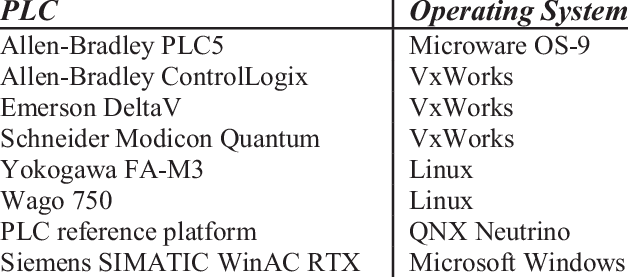 PLC Operating System
Allen-Bradley PLC5 Microware OS-9
Allen-Bradley ControlLogix VxWorks
Emerson DeltaV VxWorks
Schneider Modicon Quantum VxWorks
Yokogawa FA-M3 Linux
Wago 750 Linux
PLC reference platform QNX Neutrino
Siemens SIMATIC WinAC RTX Microsoft Windows